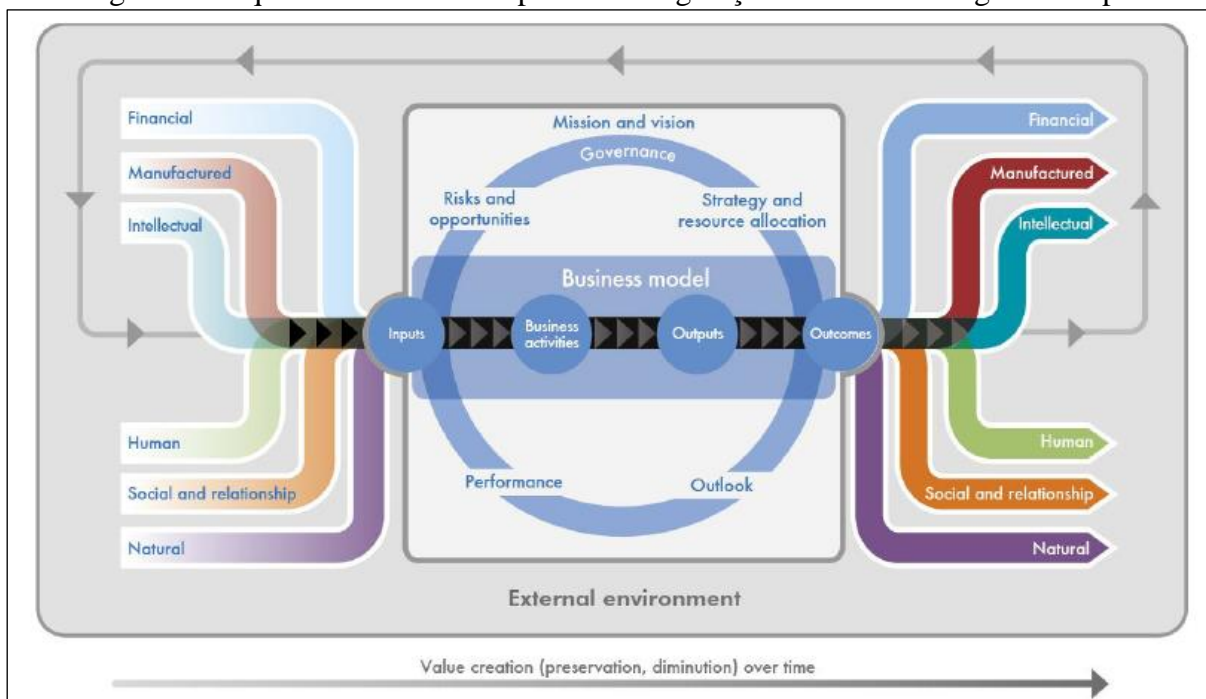 Financial
Manufactured
Intellectual
Human
Social and relationship
Natural
Mission and vision
Governance
Risks and
opportunities
Strategy and
resource allocation
Business model
Inputs
Business
activities
Outputs
Outcomes
Performance
Outlook
Financial
Manufactured
Intellectual
Human
Social and relationship
Natural
External environment
Value creation (preservation, diminution) over time